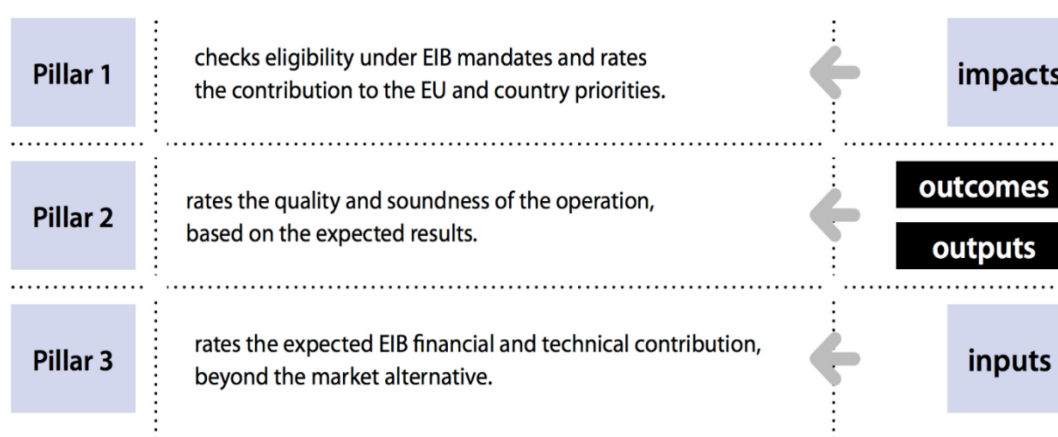 Pillar 1
checks eligibility under EIB mandates and rates
the contribution to the EU and country priorities.
impacts
Pillar 2
rates the quality and soundness of the operation,
based on the expected results.
outcomes
outputs
Pillar 3
rates the expected EIB financial and technical contribution,
beyond the market alternative.
inputs